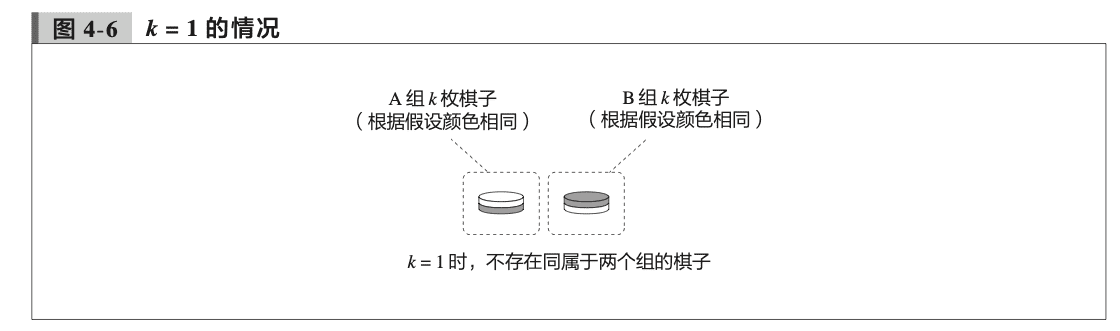 图 4-6 k = 1 的情况
A 组 k 枚棋子
（根据假设颜色相同）
B 组 k 枚棋子
（根据假设颜色相同）
k = 1 时，不存在同属于两个组的棋子